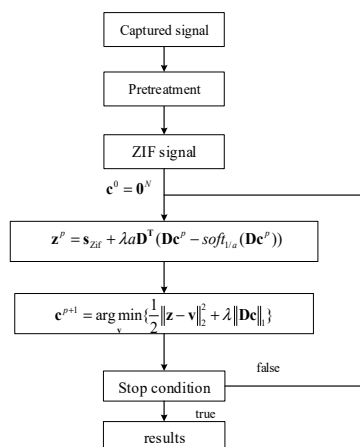 Captured signal
Pretreatment
ZIF signal
c⁰ = 0ᴺ
zᵖ = s_Zif + λaDᵀ(Dcᵖ − soft_{1/a}(Dcᵖ))
cᵖ⁺¹ = arg min_v {1/2 ‖z − v‖₂² + λ‖Dc‖₁}
Stop condition
false
true
results